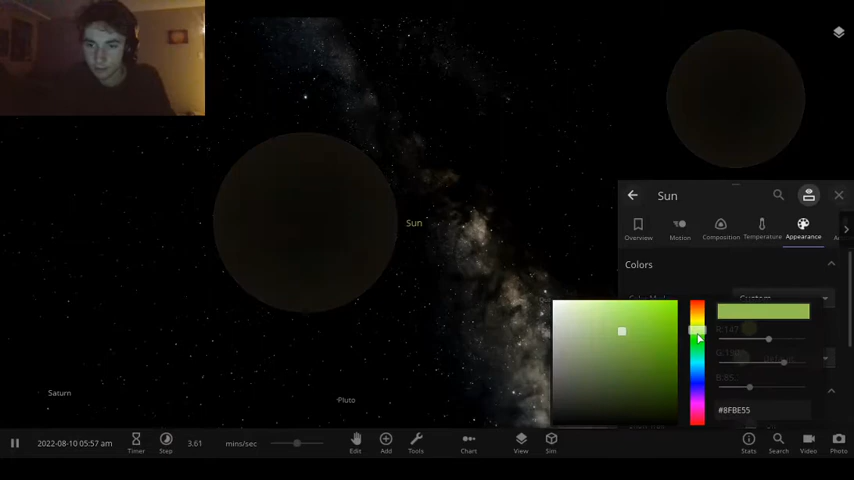 Sun
Overview
Motion
Composition
Temperature
Appearance
Colors
Custom
Sun
#8FBE55
Saturn
Pluto
2022-08-10 05:57 am
Timer
Step
3.61
mins/sec
Edit
Add
Tools
Chart
View
Sim
Stats
Search
Video
Photo